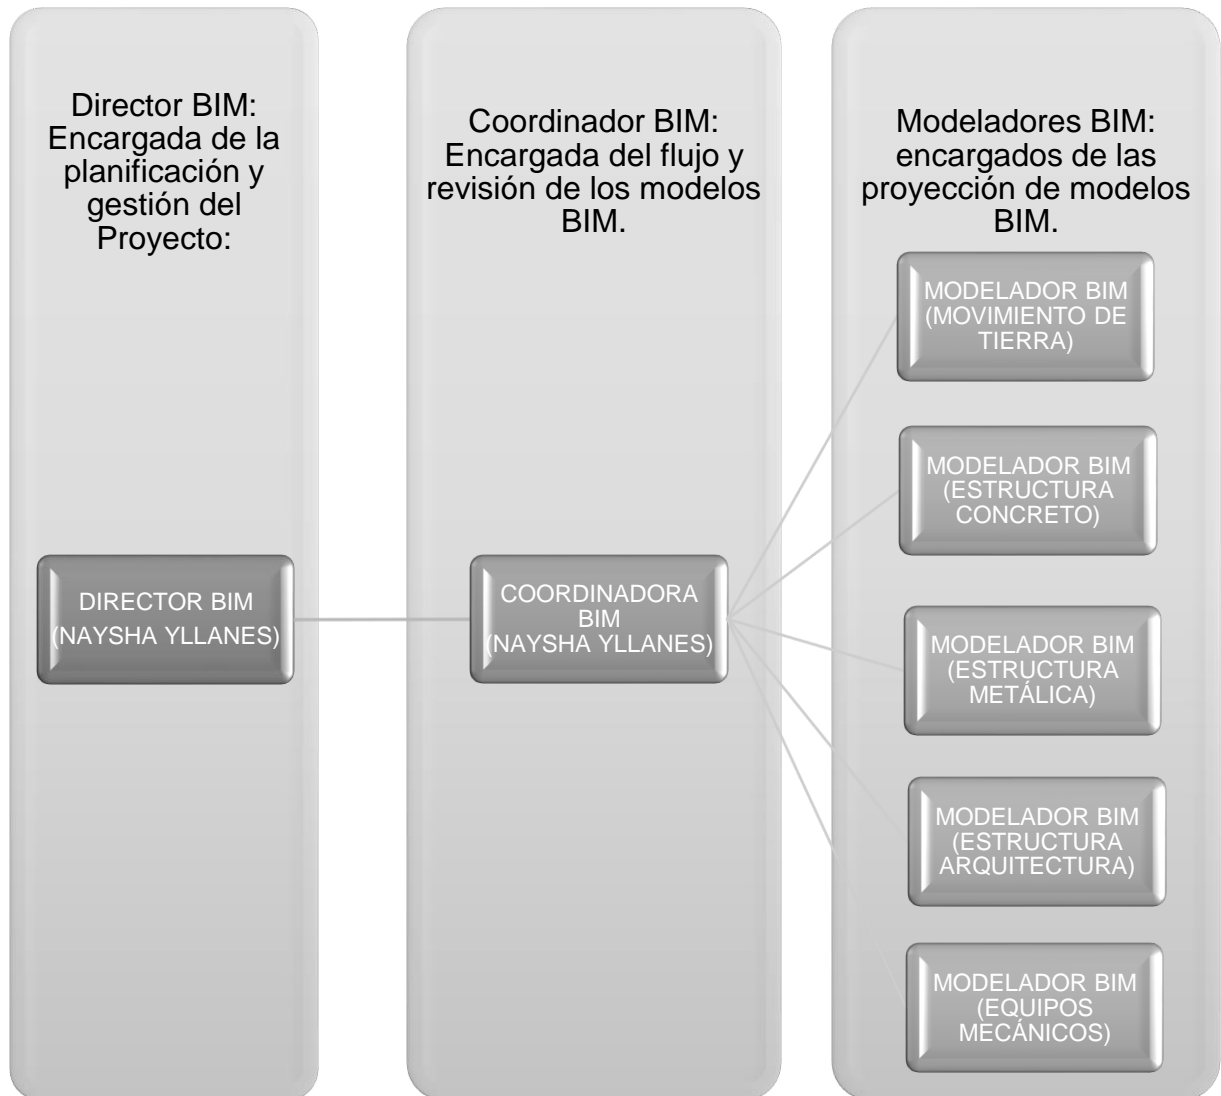 Director BIM:
Encargada de la
planificación y
gestión del
Proyecto:
DIRECTOR BIM
(NAYSHA YLLANES)
Coordinador BIM:
Encargada del flujo y
revisión de los modelos
BIM.
COORDINADORA
BIM
(NAYSHA YLLANES)
Modeladores BIM:
encargados de las
proyección de modelos
BIM.
MODELADOR BIM
(MOVIMIENTO DE
TIERRA)
MODELADOR BIM
(ESTRUCTURA
CONCRETO)
MODELADOR BIM
(ESTRUCTURA
METÁLICA)
MODELADOR BIM
(ESTRUCTURA
ARQUITECTURA)
MODELADOR BIM
(EQUIPOS
MECÁNICOS)